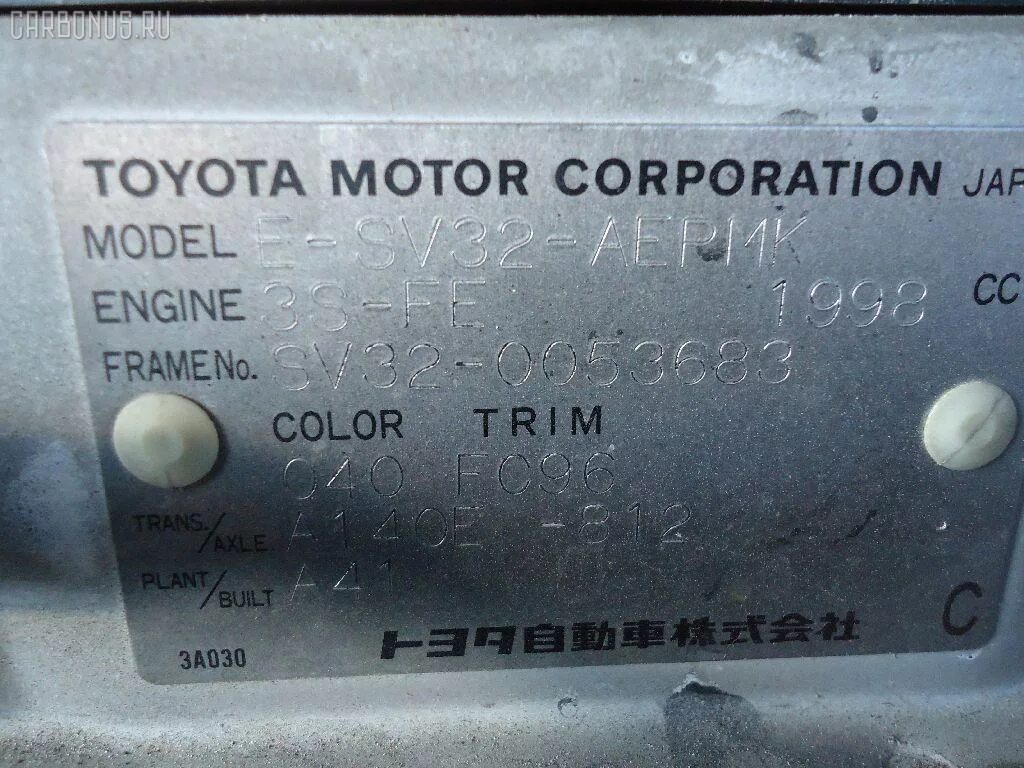 CARBONUS.RU
TOYOTA MOTOR CORPORATION JAP
MODEL E-SV32-AEPMK
ENGINE 3S-FE 1998 CC
FRAME No. SV32-0053683
COLOR TRIM
040 FC96
TRANS./AXLE A140E -812
PLANT/BUILT A41
C
3A030 トヨタ自動車株式会社